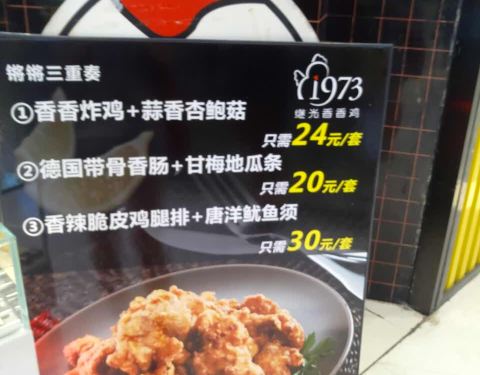 锵锵三重奏
i973
继光香香鸡
①香香炸鸡+蒜香杏鲍菇
只需24元/套
②德国带骨香肠+甘梅地瓜条
只需20元/套
③香辣脆皮鸡腿排+唐洋鱿鱼须
只需30元/套